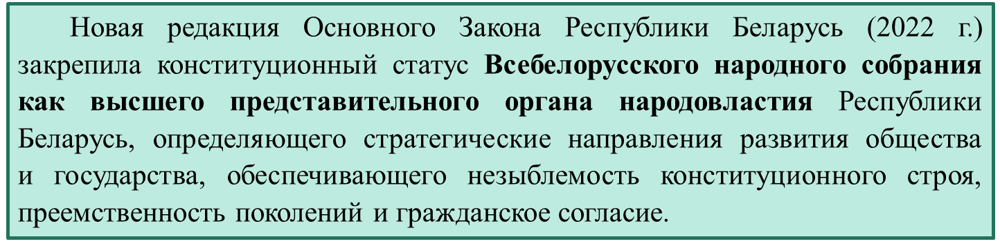 Новая редакция Основного Закона Республики Беларусь (2022 г.)
закрепила конституционный статус Всебелорусского народного собрания
как высшего представительного органа народовластия Республики
Беларусь, определяющего стратегические направления развития общества
и государства, обеспечивающего незыблемость конституционного строя,
преемственность поколений и гражданское согласие.